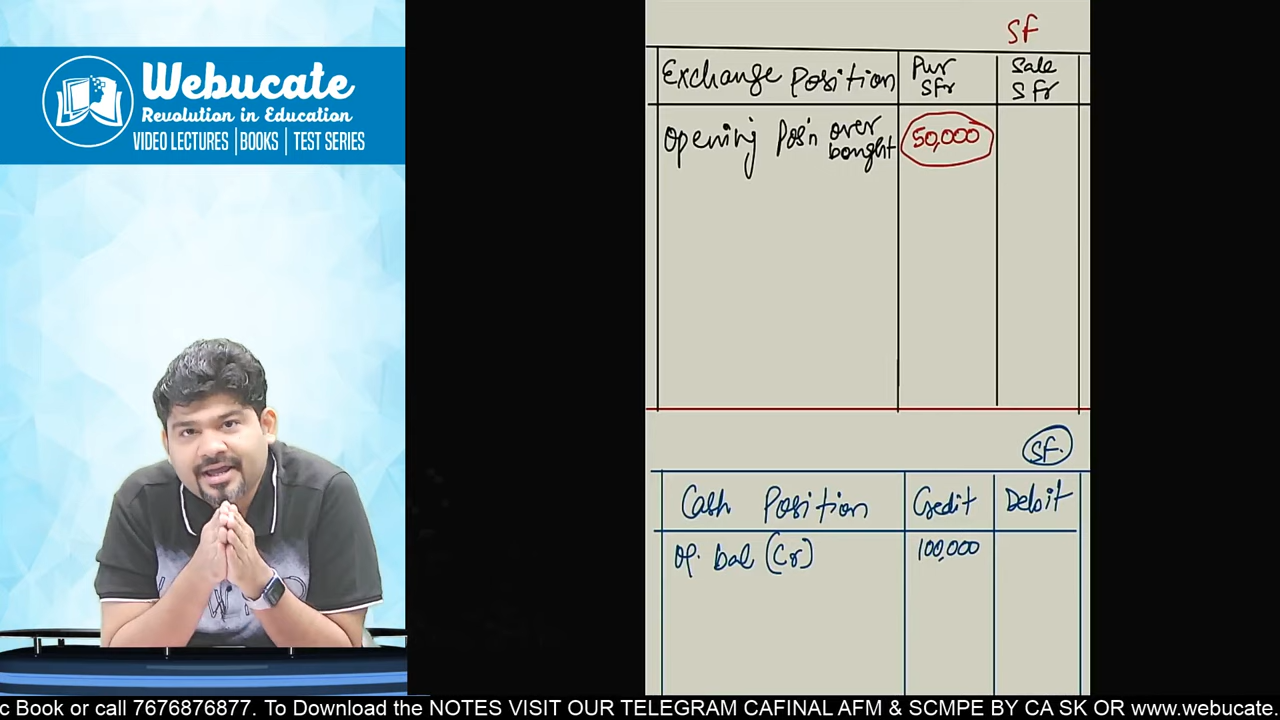 Webucate
Revolution in Education
VIDEO LECTURES | BOOKS | TEST SERIES
SF
Exchange Position
Pur
SFr
Sale
SFr
Opening Pos'n over
bought
50,000
SF.
Cash Position
Credit
Debit
Op. bal (Cr)
100,000
c Book or call 7676876877. To Download the NOTES VISIT OUR TELEGRAM CAFINAL AFM & SCMPE BY CA SK OR www.webucate.